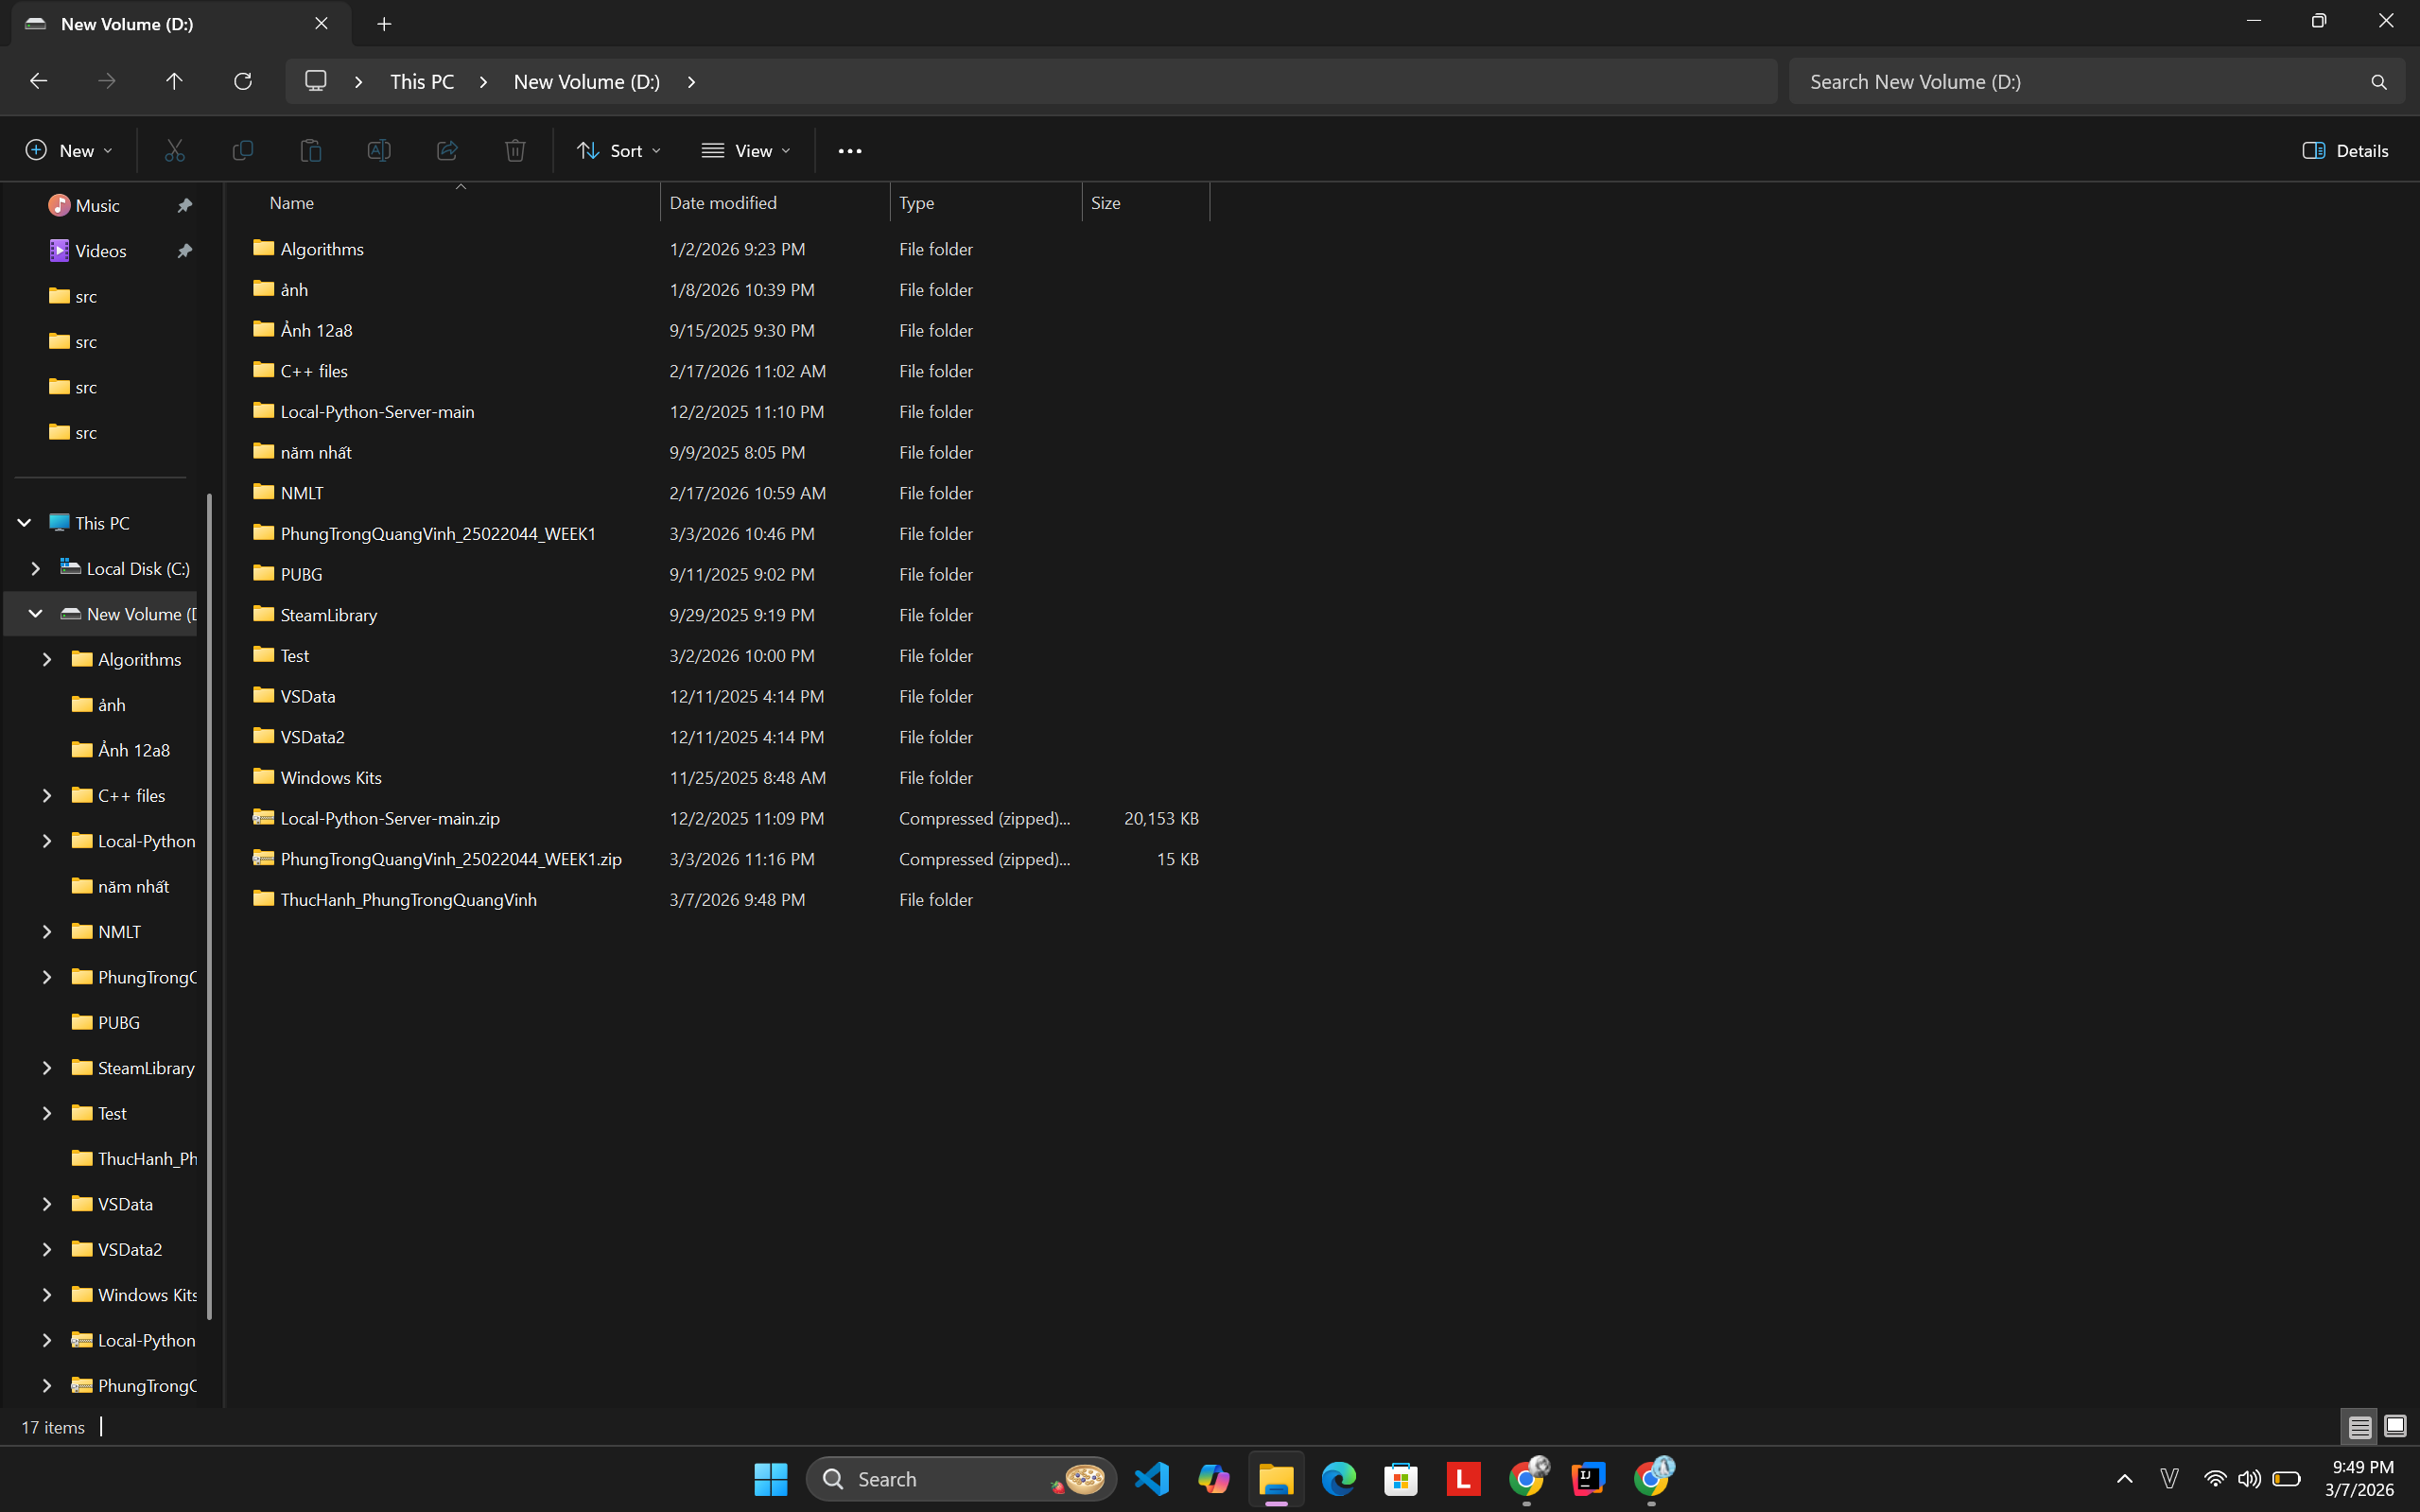 New Volume (D:)
This PC
New Volume (D:)
Search New Volume (D:)
New
Sort
View
Details
Music
Videos
src
src
src
src
This PC
Local Disk (C:)
New Volume (D
Algorithms
ảnh
Ảnh 12a8
C++ files
Local-Python
năm nhất
NMLT
PhungTrongQ
PUBG
SteamLibrary
Test
ThucHanh_Ph
VSData
VSData2
Windows Kits
Local-Python
PhungTrongQ
Name Date modified Type Size
Algorithms 1/2/2026 9:23 PM File folder
ảnh 1/8/2026 10:39 PM File folder
Ảnh 12a8 9/15/2025 9:30 PM File folder
C++ files 2/17/2026 11:02 AM File folder
Local-Python-Server-main 12/2/2025 11:10 PM File folder
năm nhất 9/9/2025 8:05 PM File folder
NMLT 2/17/2026 10:59 AM File folder
PhungTrongQuangVinh_25022044_WEEK1 3/3/2026 10:46 PM File folder
PUBG 9/11/2025 9:02 PM File folder
SteamLibrary 9/29/2025 9:19 PM File folder
Test 3/2/2026 10:00 PM File folder
VSData 12/11/2025 4:14 PM File folder
VSData2 12/11/2025 4:14 PM File folder
Windows Kits 11/25/2025 8:48 AM File folder
Local-Python-Server-main.zip 12/2/2025 11:09 PM Compressed (zipped)... 20,153 KB
PhungTrongQuangVinh_25022044_WEEK1.zip 3/3/2026 11:16 PM Compressed (zipped)... 15 KB
ThucHanh_PhungTrongQuangVinh 3/7/2026 9:48 PM File folder
17 items
Search
L
IJ
V
9:49 PM
3/7/2026